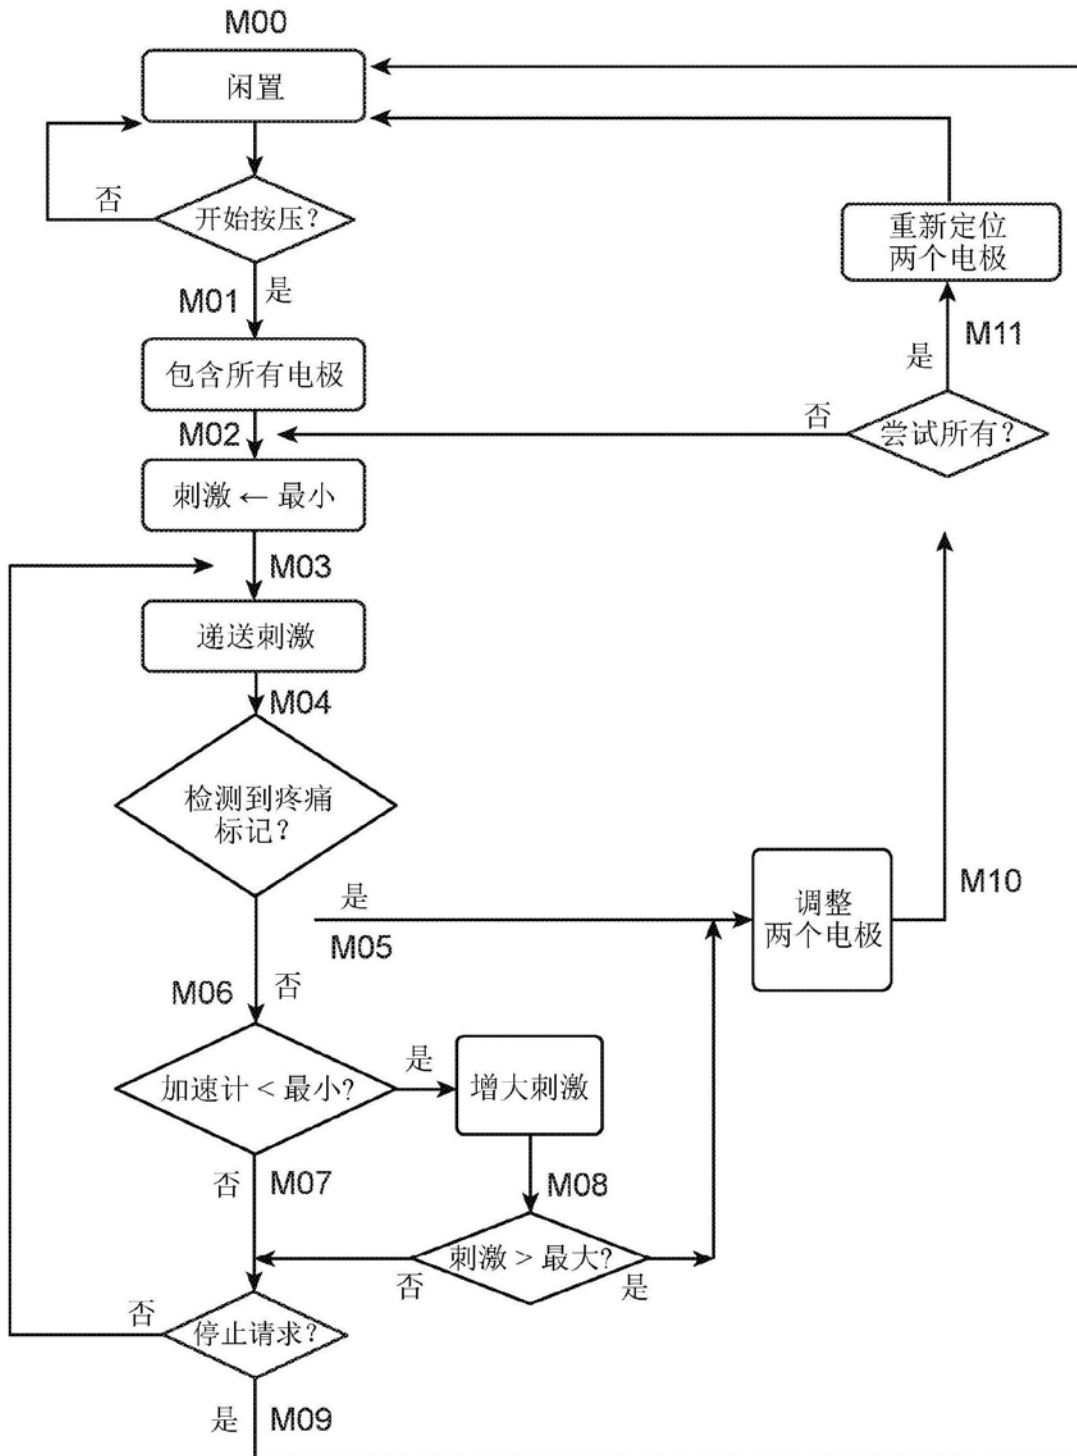 M00
闲置
否
开始按压?
重新定位
两个电极
M01
是
M11
是
包含所有电极
否
M02
尝试所有?
刺激 ← 最小
M03
递送刺激
M04
检测到疼痛
标记?
是
M05
调整
两个电极
M10
M06
否
加速计 < 最小?
是
增大刺激
否
M07
M08
刺激 > 最大?
否
是
否
停止请求?
是
M09